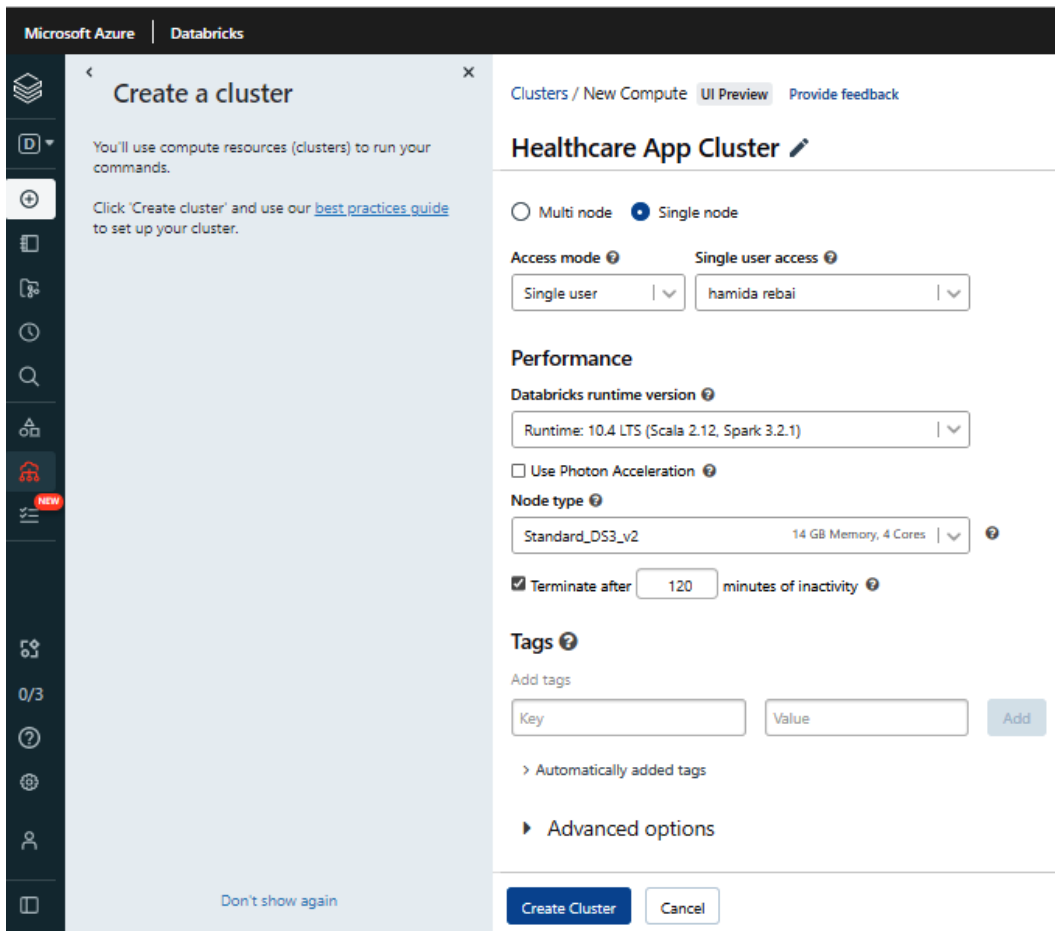 Microsoft Azure | Databricks
Create a cluster
You'll use compute resources (clusters) to run your
commands.
Click 'Create cluster' and use our best practices guide
to set up your cluster.
Don't show again
D
NEW
0/3
Clusters / New Compute UI Preview Provide feedback
Healthcare App Cluster
Multi node Single node
Access mode Single user access
Single user hamida rebai
Performance
Databricks runtime version
Runtime: 10.4 LTS (Scala 2.12, Spark 3.2.1)
Use Photon Acceleration
Node type
Standard_DS3_v2 14 GB Memory, 4 Cores
Terminate after 120 minutes of inactivity
Tags
Add tags
Key Value Add
Automatically added tags
Advanced options
Create Cluster Cancel